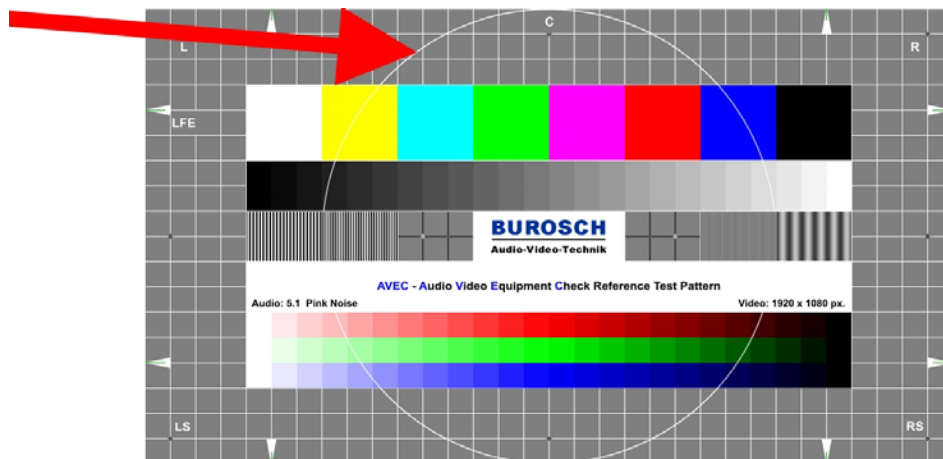 C
L
R
LFE
BUROSCH
Audio-Video-Technik
AVEC - Audio Video Equipment Check Reference Test Pattern
Audio: 5.1 Pink Noise
Video: 1920 x 1080 px.
LS
RS